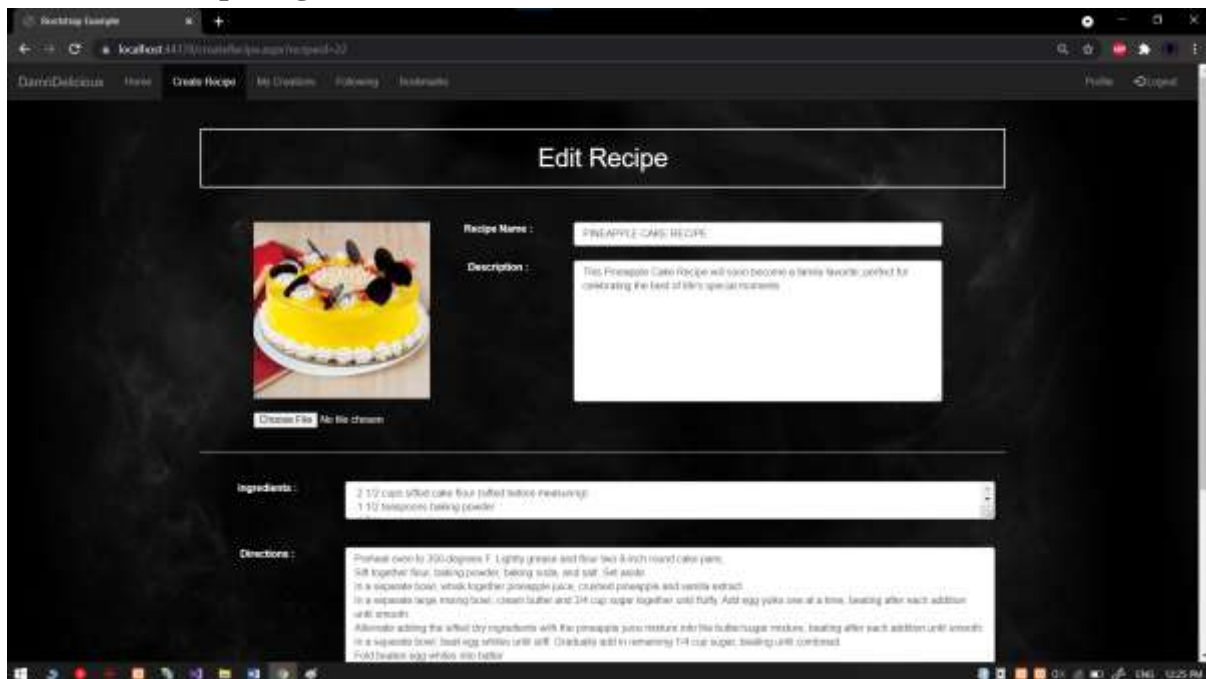 Bootstrap Example
localhost:44179/createRecipe.aspx?recipeid=22
DamnDelicious Home Create Recipe My Creations Following Bookmarks Profile Logout
Edit Recipe
Recipe Name : PINEAPPLE CAKE RECIPE
Description : This Pineapple Cake Recipe will soon become a family favorite, perfect for
celebrating the best of life's special moments
Choose File No file chosen
Ingredients : 2 1/2 cups sifted cake flour (sifted before measuring)
1 1/2 teaspoons baking powder
Directions : Preheat oven to 350 degrees F. Lightly grease and flour two 8-inch round cake pans.
Sift together flour, baking powder, baking soda, and salt. Set aside.
In a separate bowl, whisk together pineapple juice, crushed pineapple and vanilla extract.
In a separate large mixing bowl, cream butter and 3/4 cup sugar together until fluffy. Add egg yolks one at a time, beating after each addition
until smooth.
Alternate adding the sifted dry ingredients with the pineapple juice mixture into the butter/sugar mixture, beating after each addition until smooth.
In a separate bowl, beat egg whites until stiff. Gradually add in remaining 1/4 cup sugar, beating until combined.
Fold beaten egg whites into batter
ENG 12:25 PM